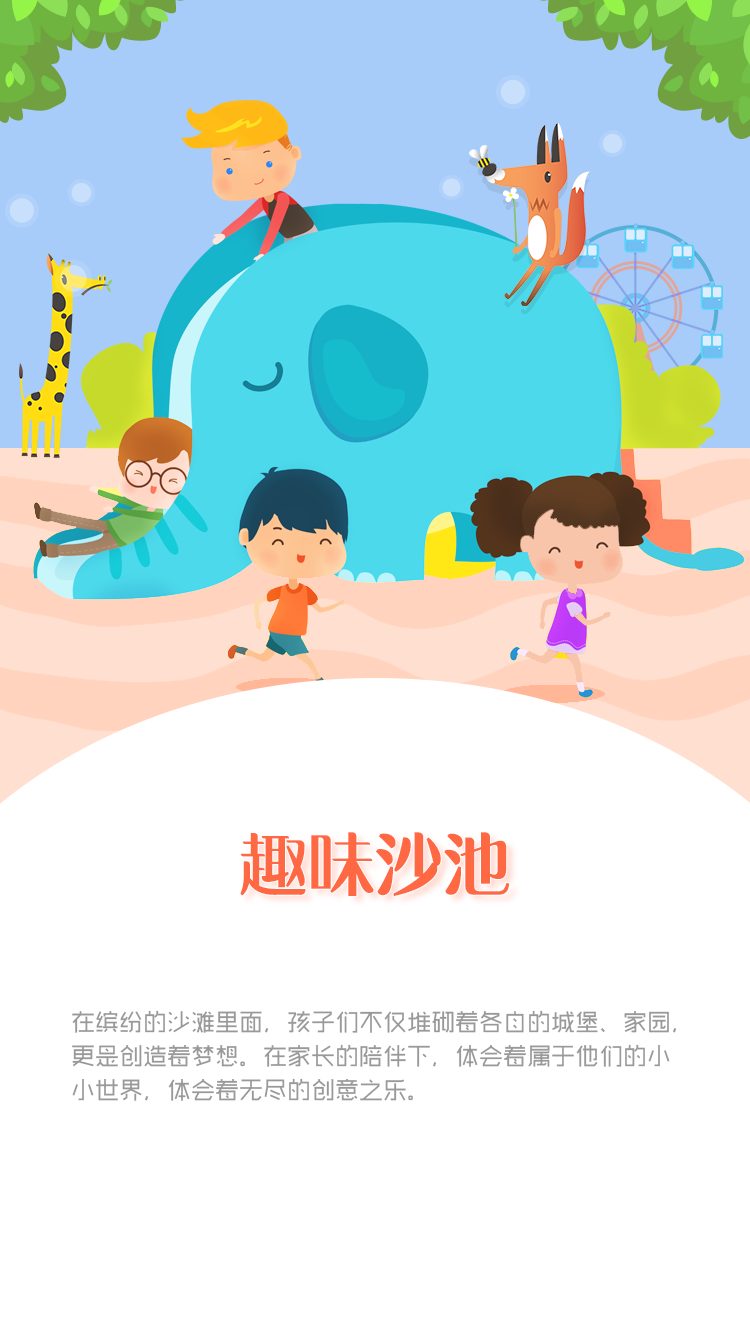 趣味沙池
在缤纷的沙滩里面，孩子们不仅堆砌着各自的城堡、家园，
更是创造着梦想。在家长的陪伴下，体会着属于他们的小
小世界，体会着无尽的创意之乐。